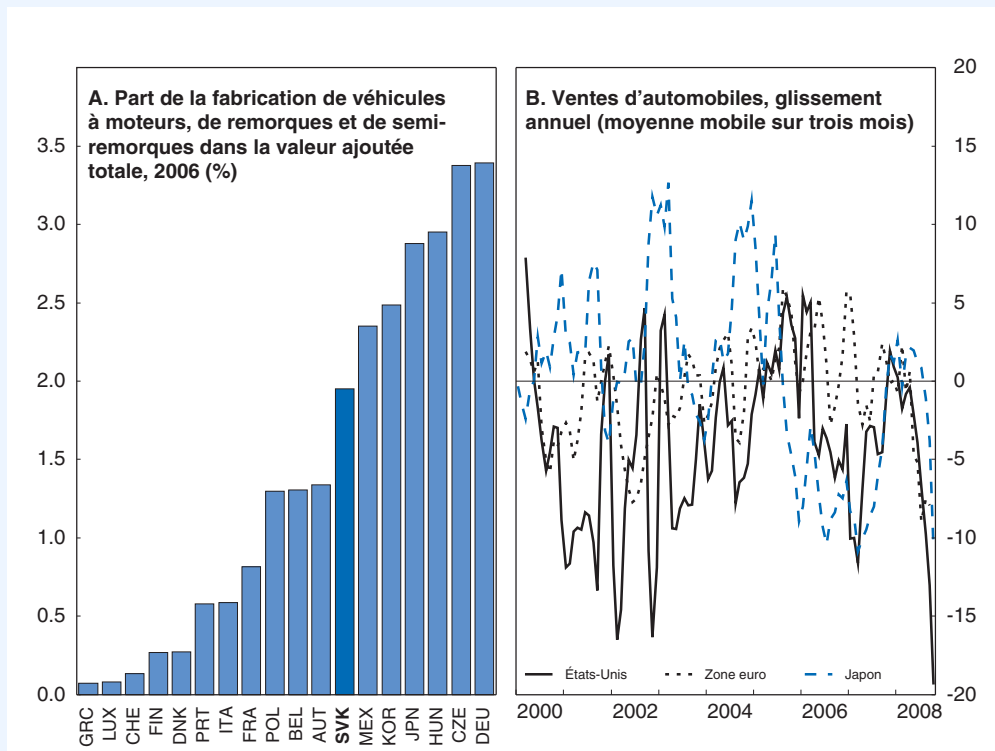 A. Part de la fabrication de véhicules
à moteurs, de remorques et de semi-
remorques dans la valeur ajoutée
totale, 2006 (%)
3.5
3.0
2.5
2.0
1.5
1.0
0.5
0.0
GRC
LUX
CHE
FIN
DNK
PRT
ITA
FRA
POL
BEL
AUT
SVK
MEX
KOR
JPN
HUN
CZE
DEU
B. Ventes d'automobiles, glissement
annuel (moyenne mobile sur trois mois)
20
15
10
5
0
-5
-10
-15
-20
États-Unis
Zone euro
Japon
2000
2002
2004
2006
2008